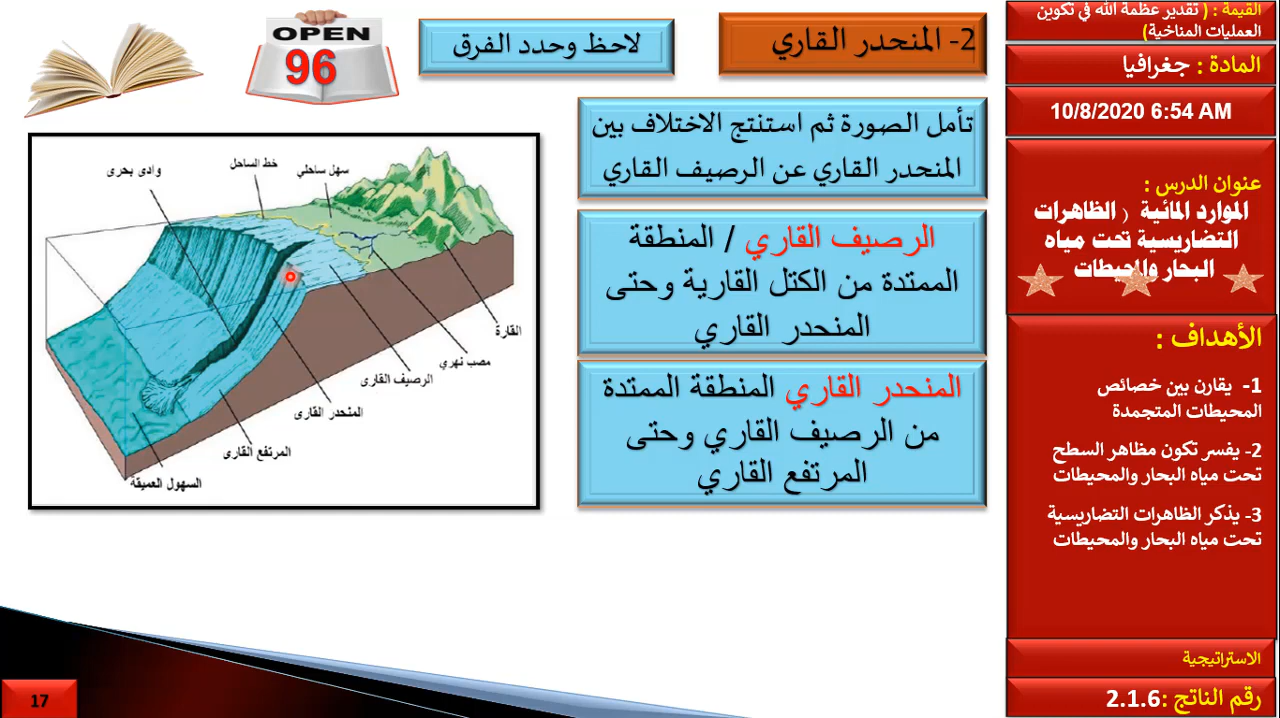 القيمة : ( تقدير عظمة الله في تكوين
العمليات المناخية)
المادة : جغرافيا
10/8/2020 6:54 AM
عنوان الدرس :
الموارد المائية ( الظاهرات
التضاريسية تحت مياه
البحار والمحيطات
الأهداف :
1- يقارن بين خصائص
المحيطات المتجمدة
2- يفسر تكون مظاهر السطح
تحت مياه البحار والمحيطات
3- يذكر الظاهرات التضاريسية
تحت مياه البحار والمحيطات
الاستراتيجية
رقم الناتج :2.1.6
2- المنحدر القاري
لاحظ وحدد الفرق
OPEN
96
تأمل الصورة ثم استنتج الاختلاف بين
المنحدر القاري عن الرصيف القاري
الرصيف القاري / المنطقة
الممتدة من الكتل القارية وحتى
المنحدر القاري
المنحدر القاري المنطقة الممتدة
من الرصيف القاري وحتى
المرتفع القاري
سهل ساحلي
خط الساحل
وادى بحرى
القارة
مصب نهري
الرصيف القارى
المنحدر القارى
المرتفع القارى
السهول العميقة
17